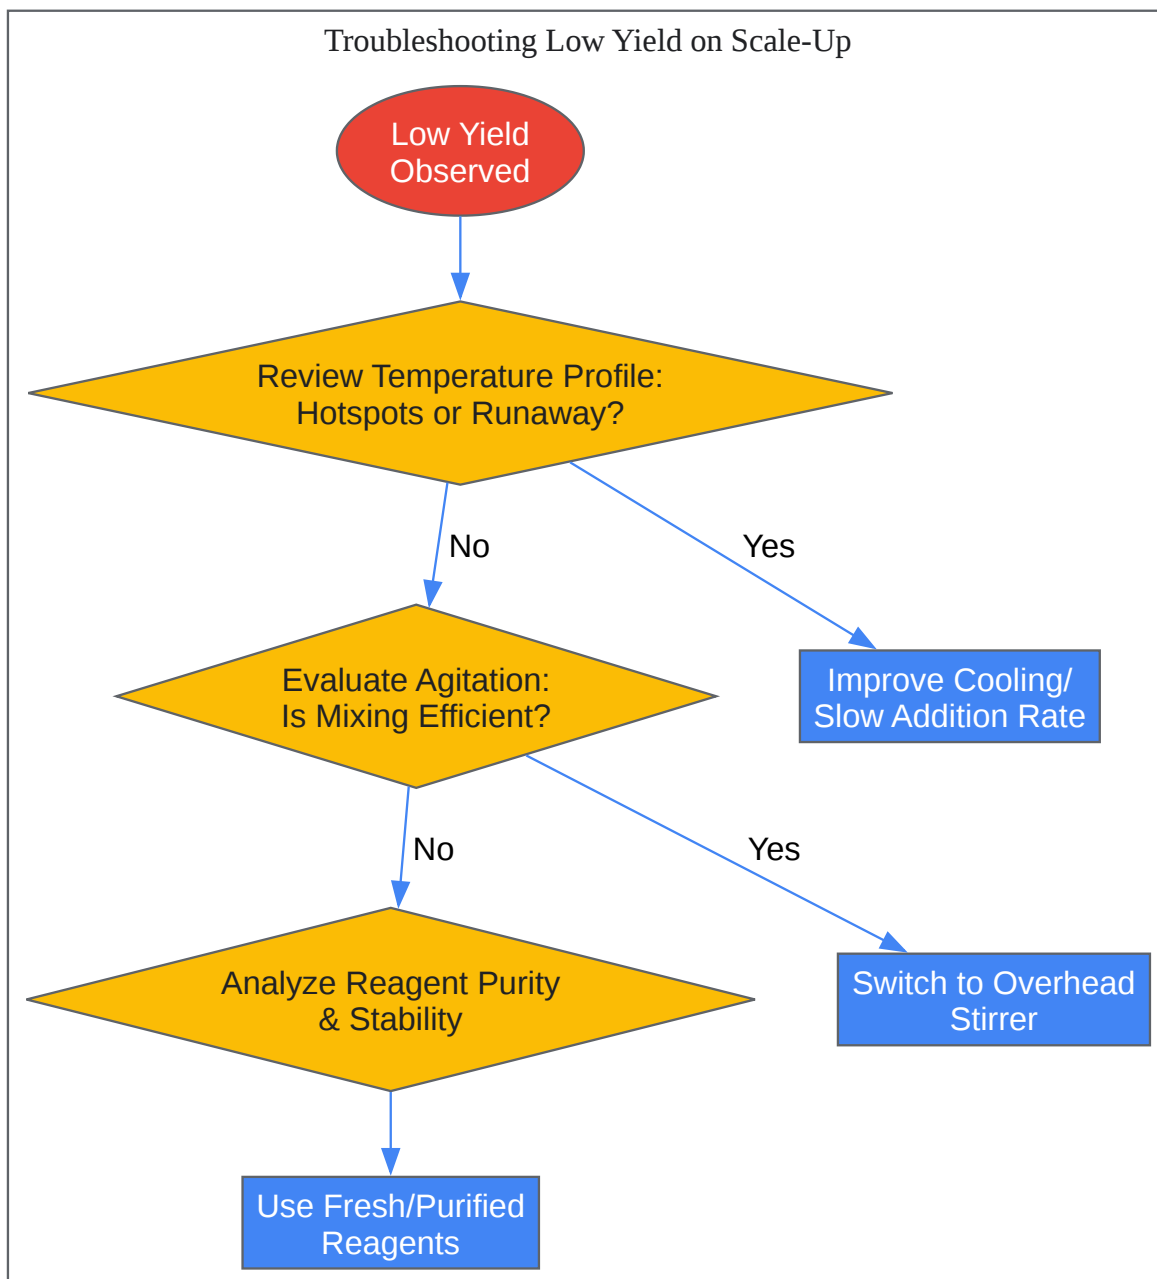 Troubleshooting Low Yield on Scale-Up
Low Yield
Observed
Review Temperature Profile:
Hotspots or Runaway?
No
Yes
Evaluate Agitation:
Is Mixing Efficient?
Improve Cooling/
Slow Addition Rate
No
Yes
Analyze Reagent Purity
& Stability
Switch to Overhead
Stirrer
Use Fresh/Purified
Reagents